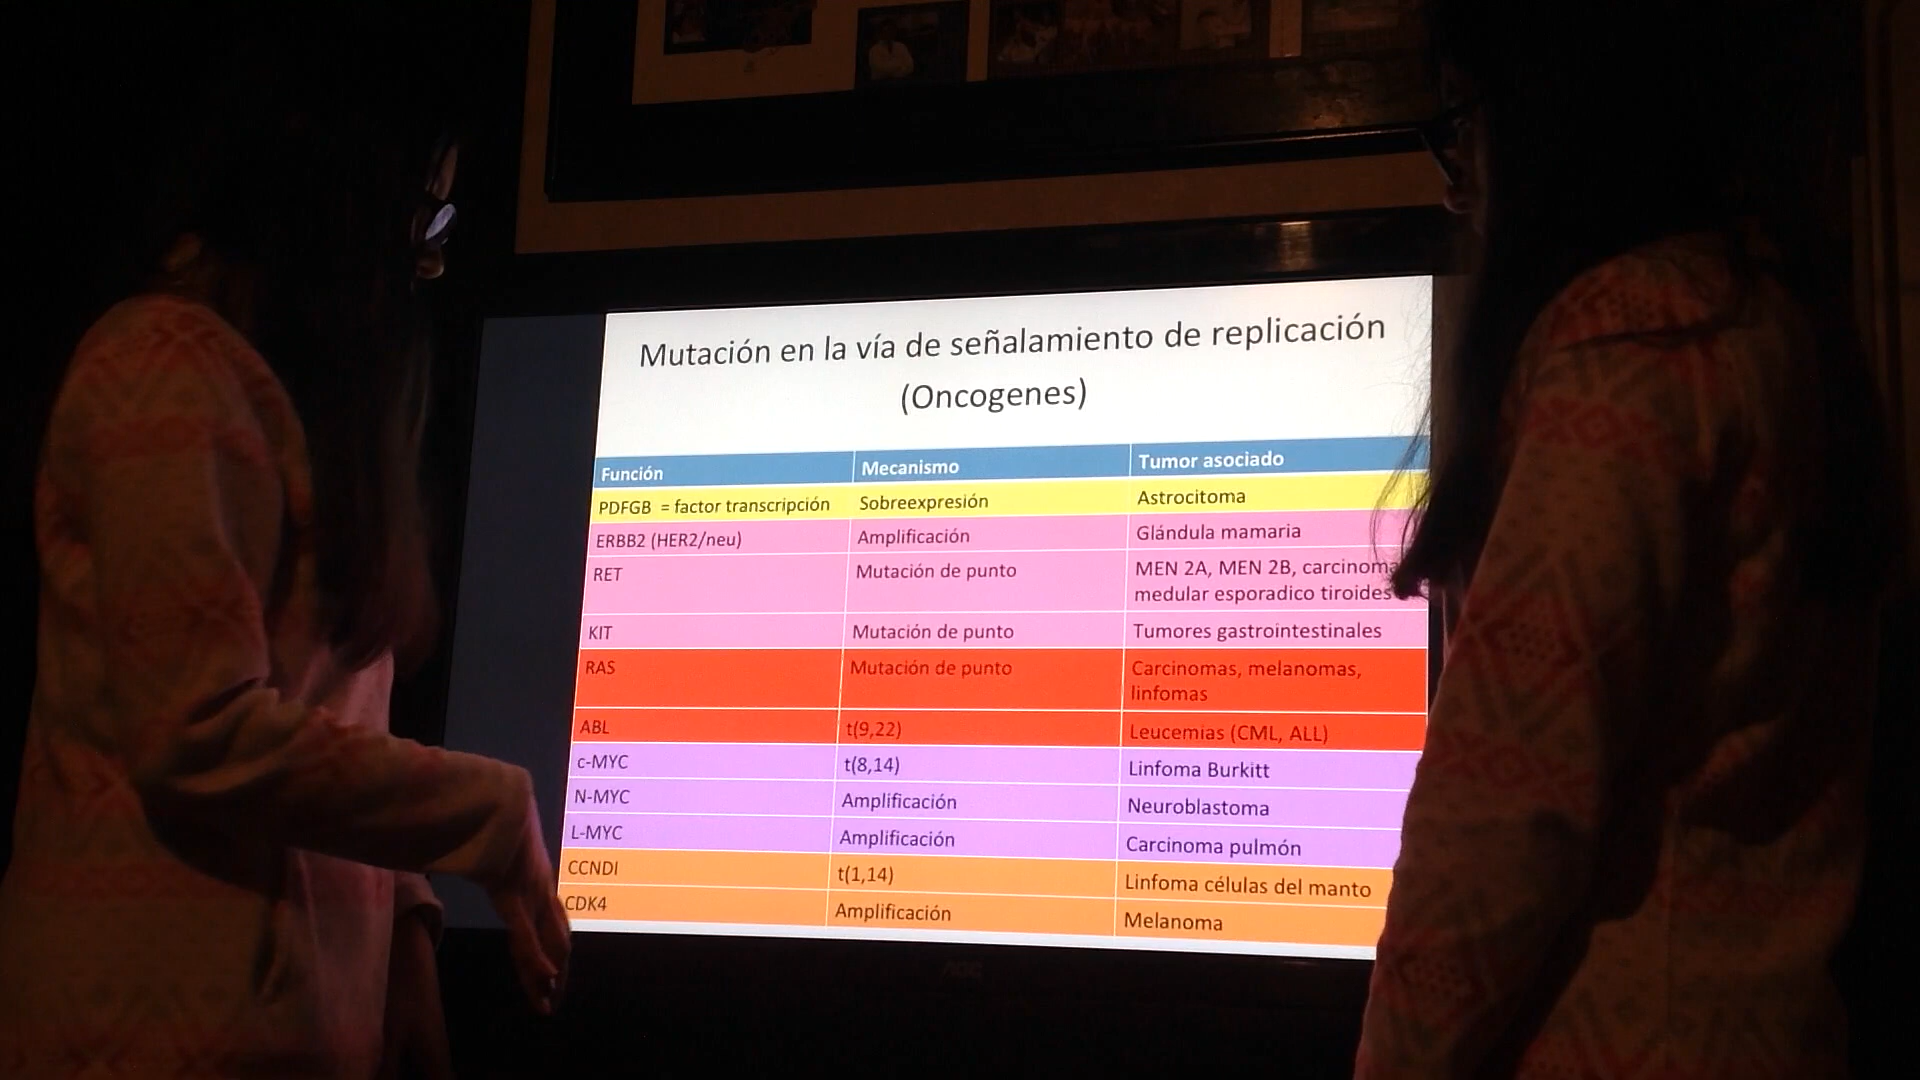 Mutación en la vía de señalamiento de replicación
(Oncogenes)
Función Mecanismo Tumor asociado
PDFGB = factor transcripción Sobreexpresión Astrocitoma
ERBB2 (HER2/neu) Amplificación Glándula mamaria
RET Mutación de punto MEN 2A, MEN 2B, carcinoma
medular esporadico tiroides
KIT Mutación de punto Tumores gastrointestinales
RAS Mutación de punto Carcinomas, melanomas,
linfomas
ABL t(9,22) Leucemias (CML, ALL)
c-MYC t(8,14) Linfoma Burkitt
N-MYC Amplificación Neuroblastoma
L-MYC Amplificación Carcinoma pulmón
CCNDI t(1,14) Linfoma células del manto
CDK4 Amplificación Melanoma
AOC